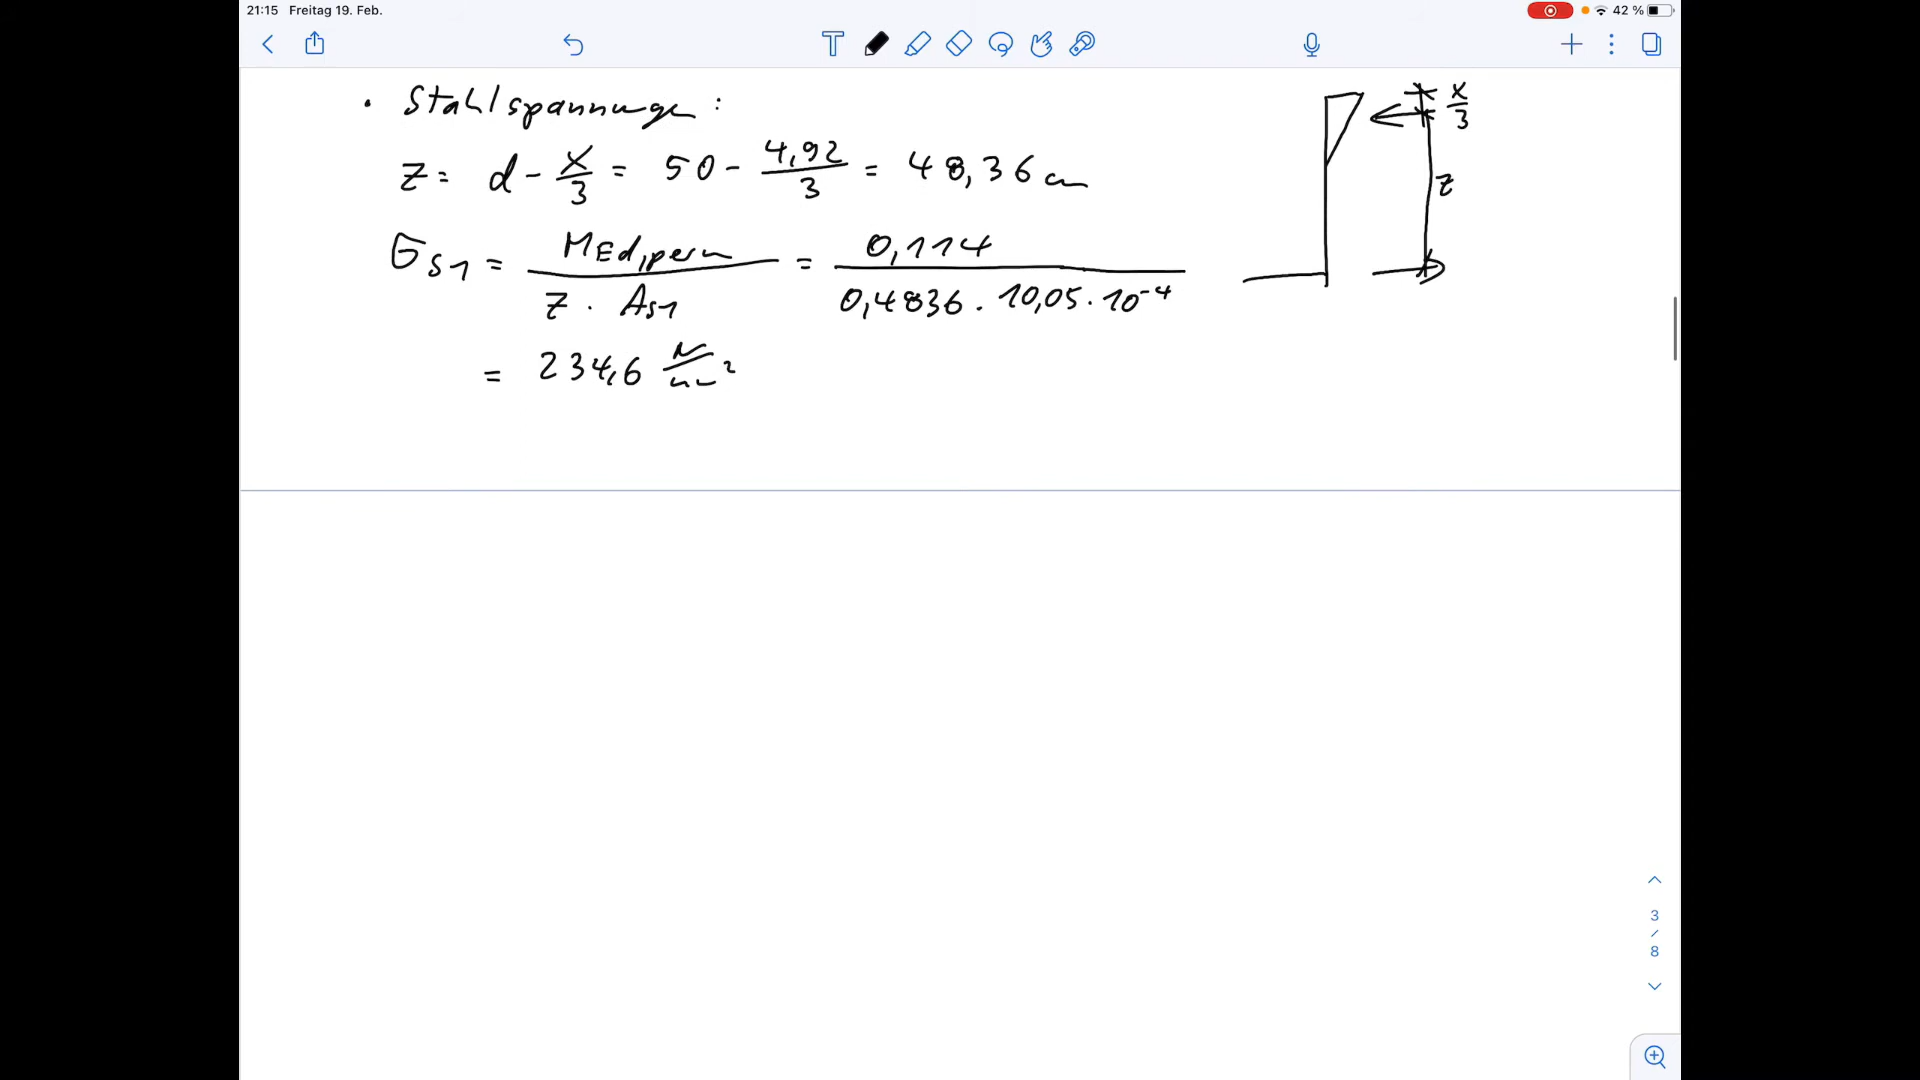 21:15 Freitag 19. Feb.
42 %
• Stahlspannungen:
z = d - x/3 = 50 - 4,92/3 = 48,36 cm
σs1 = MEd,perm / (z · As1) = 0,114 / (0,4836 · 10,05 · 10⁻⁴)
= 234,6 N/mm²
x/3
z
3
/
8